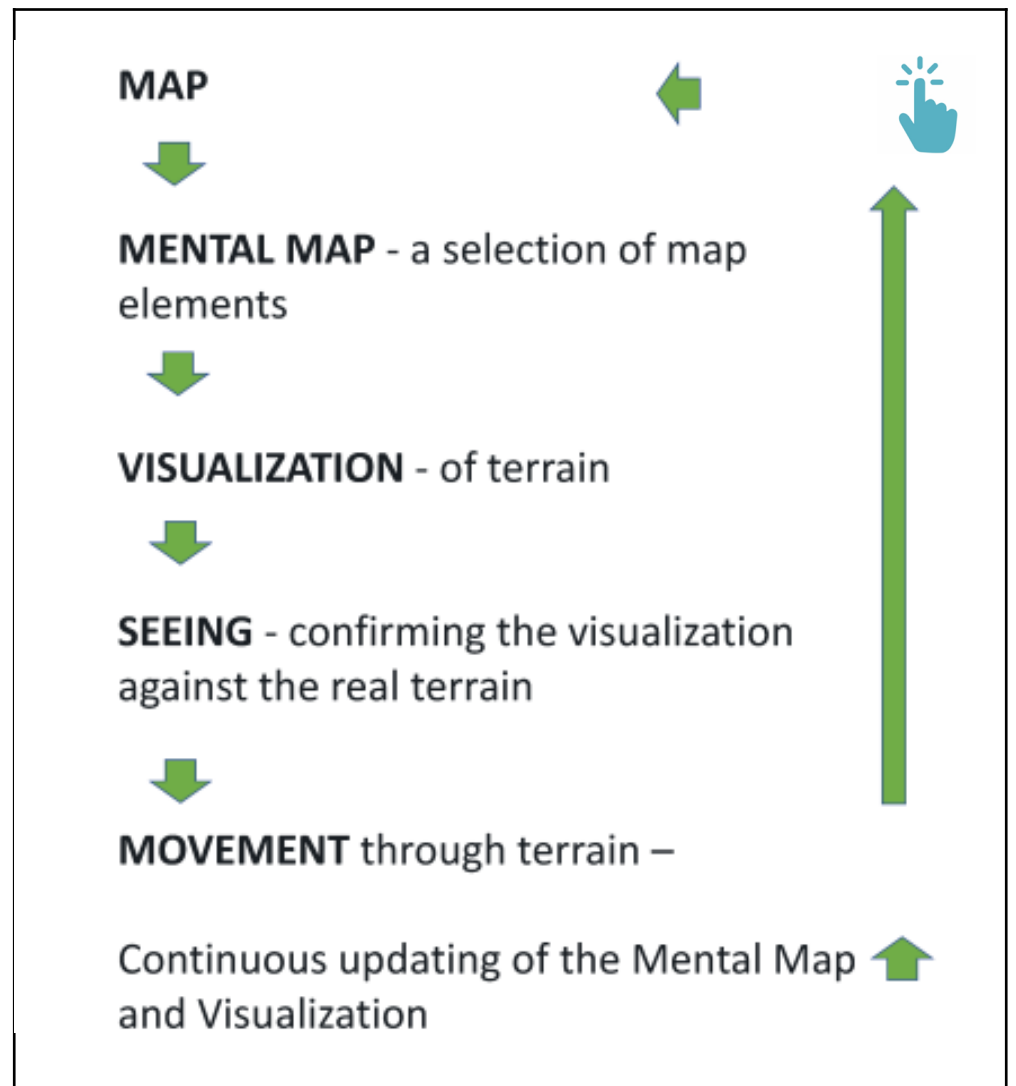 MAP
MENTAL MAP - a selection of map
elements
VISUALIZATION - of terrain
SEEING - confirming the visualization
against the real terrain
MOVEMENT through terrain –
Continuous updating of the Mental Map
and Visualization